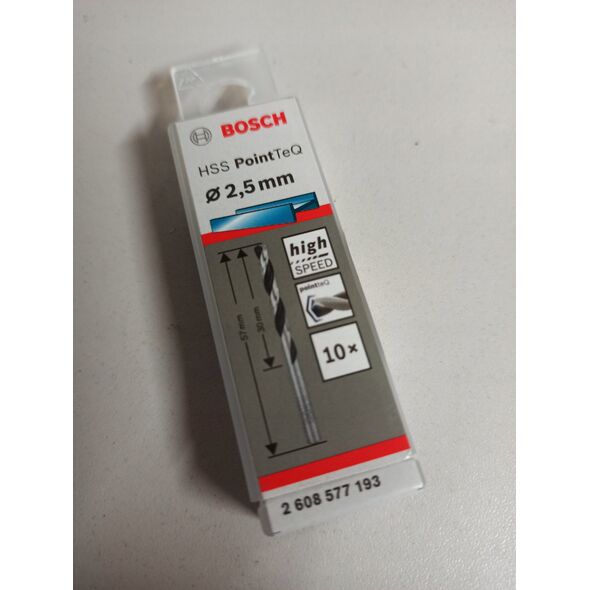 BOSCH
HSS PointTeQ
Ø 2,5 mm
high
SPEED
pointteQ
57mm
30mm
10×
2 608 577 193